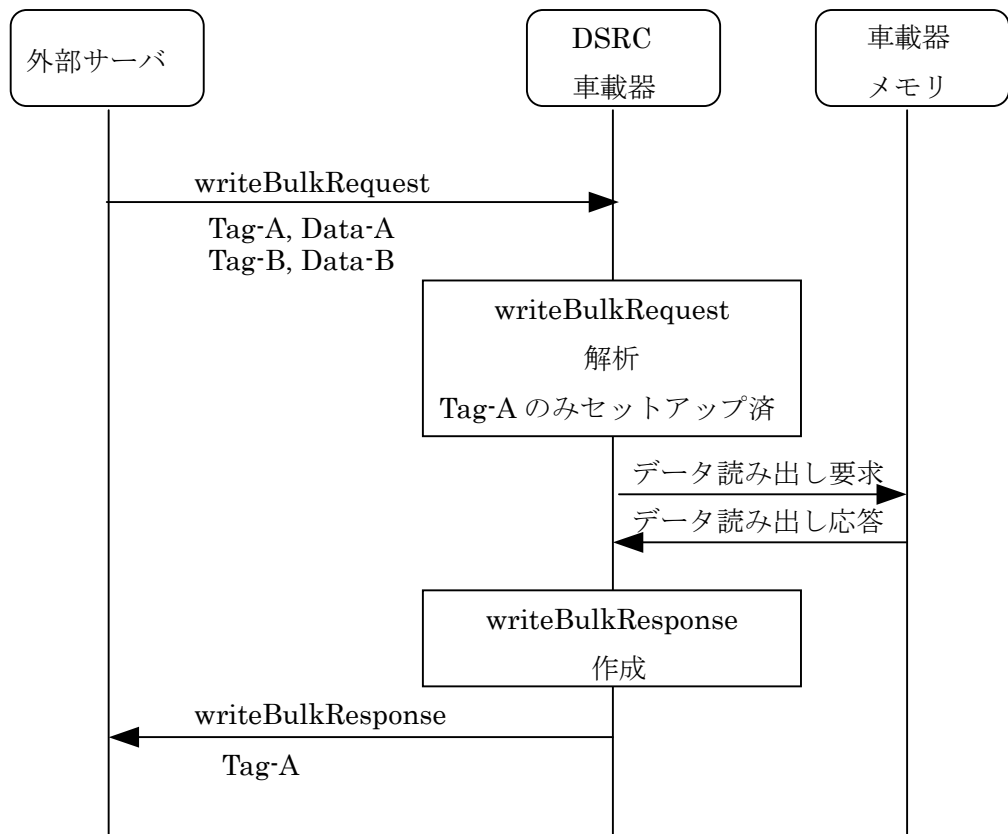 外部サーバ
DSRC
車載器
車載器
メモリ
writeBulkRequest
Tag-A, Data-A
Tag-B, Data-B
writeBulkRequest
解析
Tag-A のみセットアップ済
データ読み出し要求
データ読み出し応答
writeBulkResponse
作成
writeBulkResponse
Tag-A